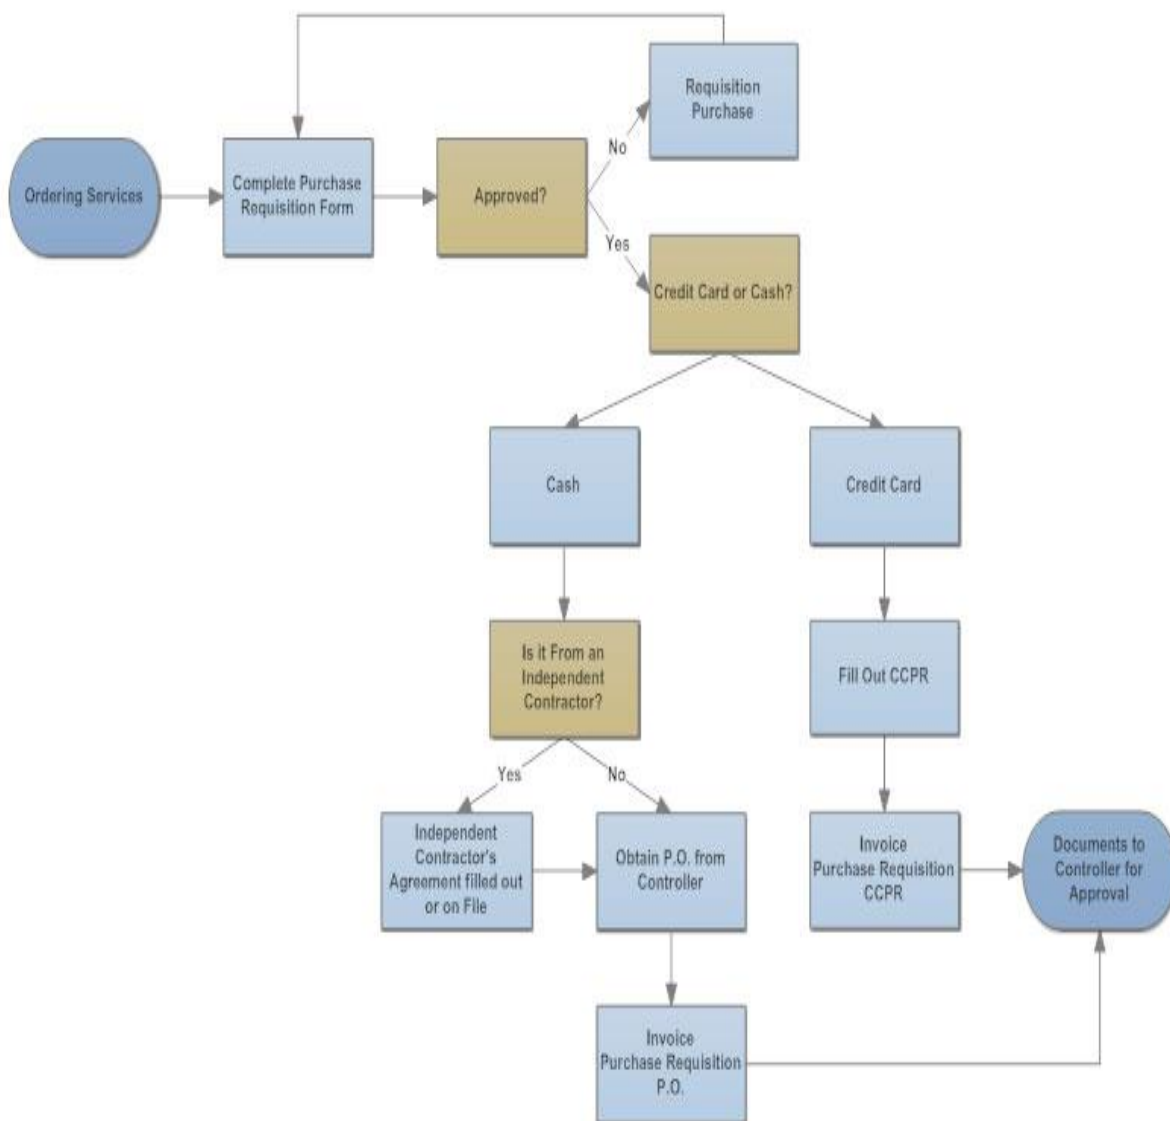 Requisition
Purchase
Ordering Services
Complete Purchase
Requisition Form
Approved?
No
Yes
Credit Card or Cash?
Cash
Credit Card
Is it From an
Independent
Contractor?
Fill Out CCPR
Yes
No
Independent
Contractor's
Agreement filled out
or on File
Obtain P.O. from
Controller
Invoice
Purchase Requisition
CCPR
Documents to
Controller for
Approval
Invoice
Purchase Requisition
P.O.